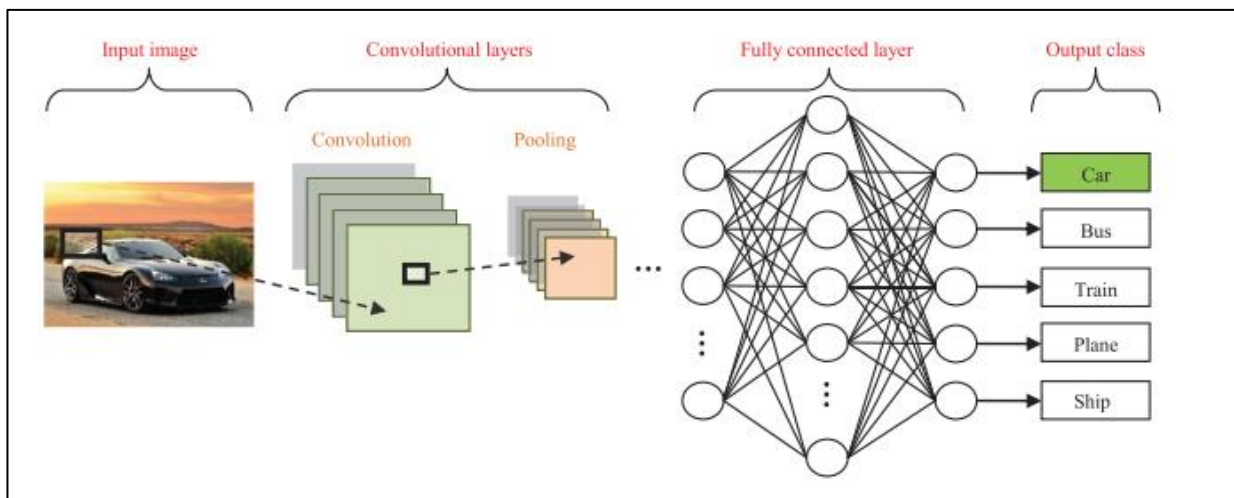 Input image
Convolutional layers
Fully connected layer
Output class
Convolution
Pooling
Car
Bus
Train
Plane
Ship